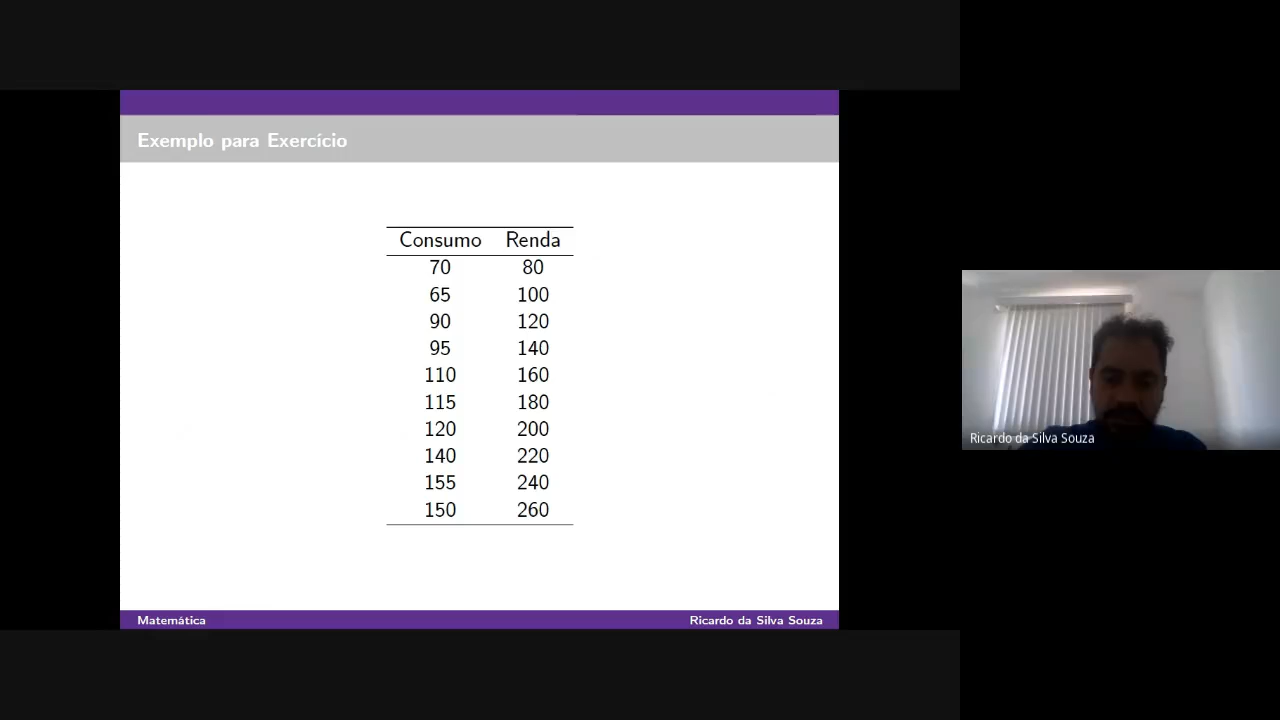 Exemplo para Exercício
Consumo Renda
70 80
65 100
90 120
95 140
110 160
115 180
120 200
140 220
155 240
150 260
Matemática Ricardo da Silva Souza
Ricardo da Silva Souza